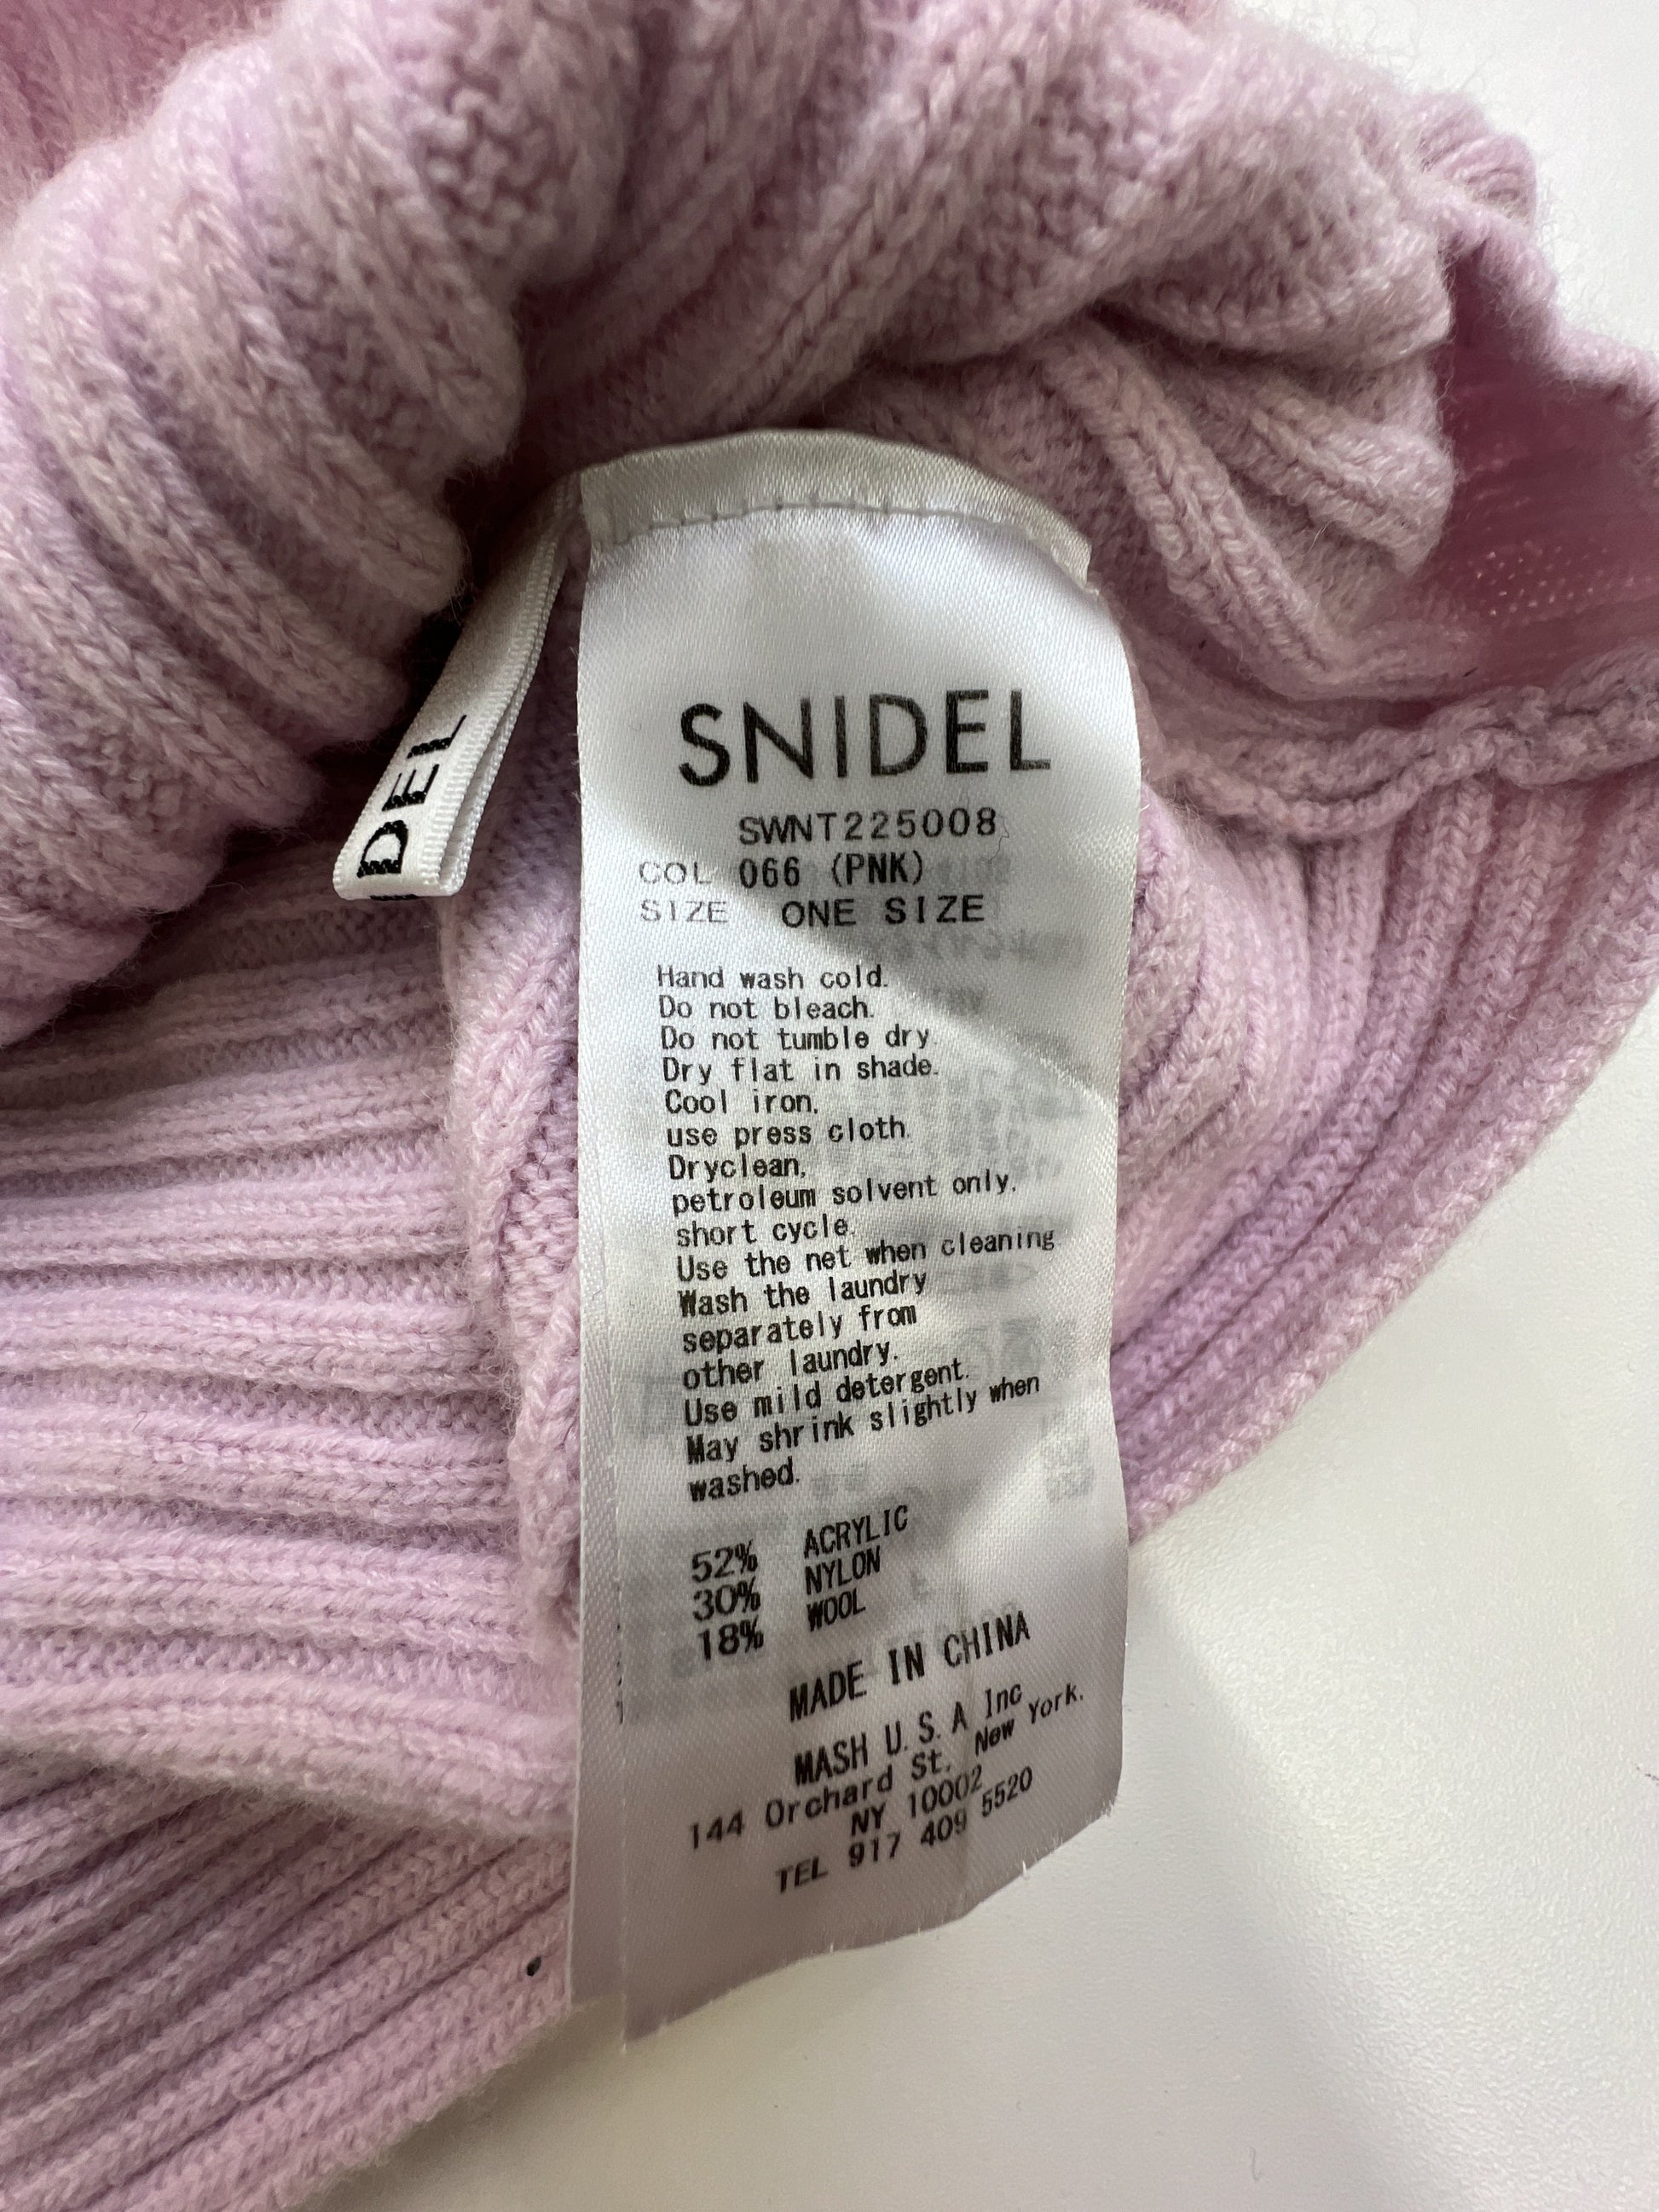 SNIDEL
SWNT225008
COL 066 (PNK)
SIZE ONE SIZE
Hand wash cold.
Do not bleach.
Do not tumble dry
Dry flat in shade.
Cool iron,
use press cloth.
Dryclean,
petroleum solvent only,
short cycle.
Use the net when cleaning
Wash the laundry
separately from
other laundry.
Use mild detergent.
May shrink slightly when
washed.
52% ACRYLIC
30% NYLON
18% WOOL
MADE IN CHINA
MASH U.S.A Inc
144 Orchard St, New York.
NY 10002
TEL 917 409 5520
DEL